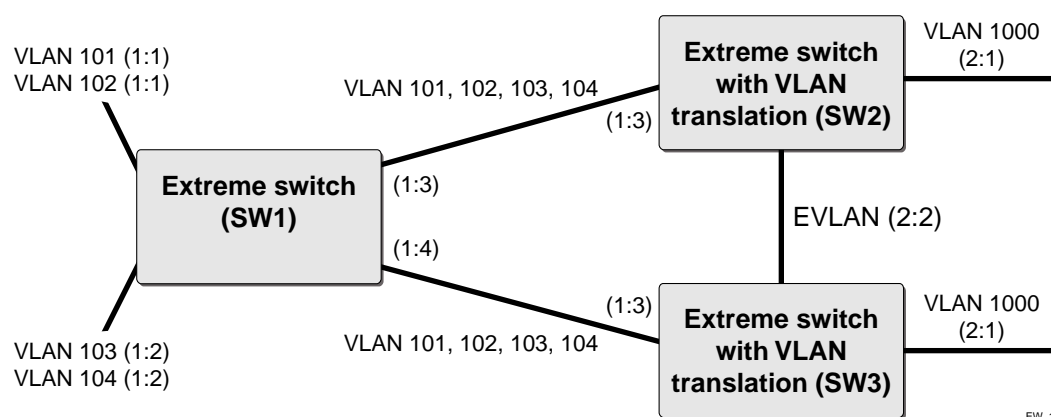 VLAN 101 (1:1)
VLAN 102 (1:1)
VLAN 101, 102, 103, 104
(1:3)
Extreme switch
with VLAN
translation (SW2)
VLAN 1000
(2:1)
Extreme switch
(SW1)
(1:3)
(1:4)
EVLAN (2:2)
VLAN 103 (1:2)
VLAN 104 (1:2)
VLAN 101, 102, 103, 104
(1:3)
Extreme switch
with VLAN
translation (SW3)
VLAN 1000
(2:1)